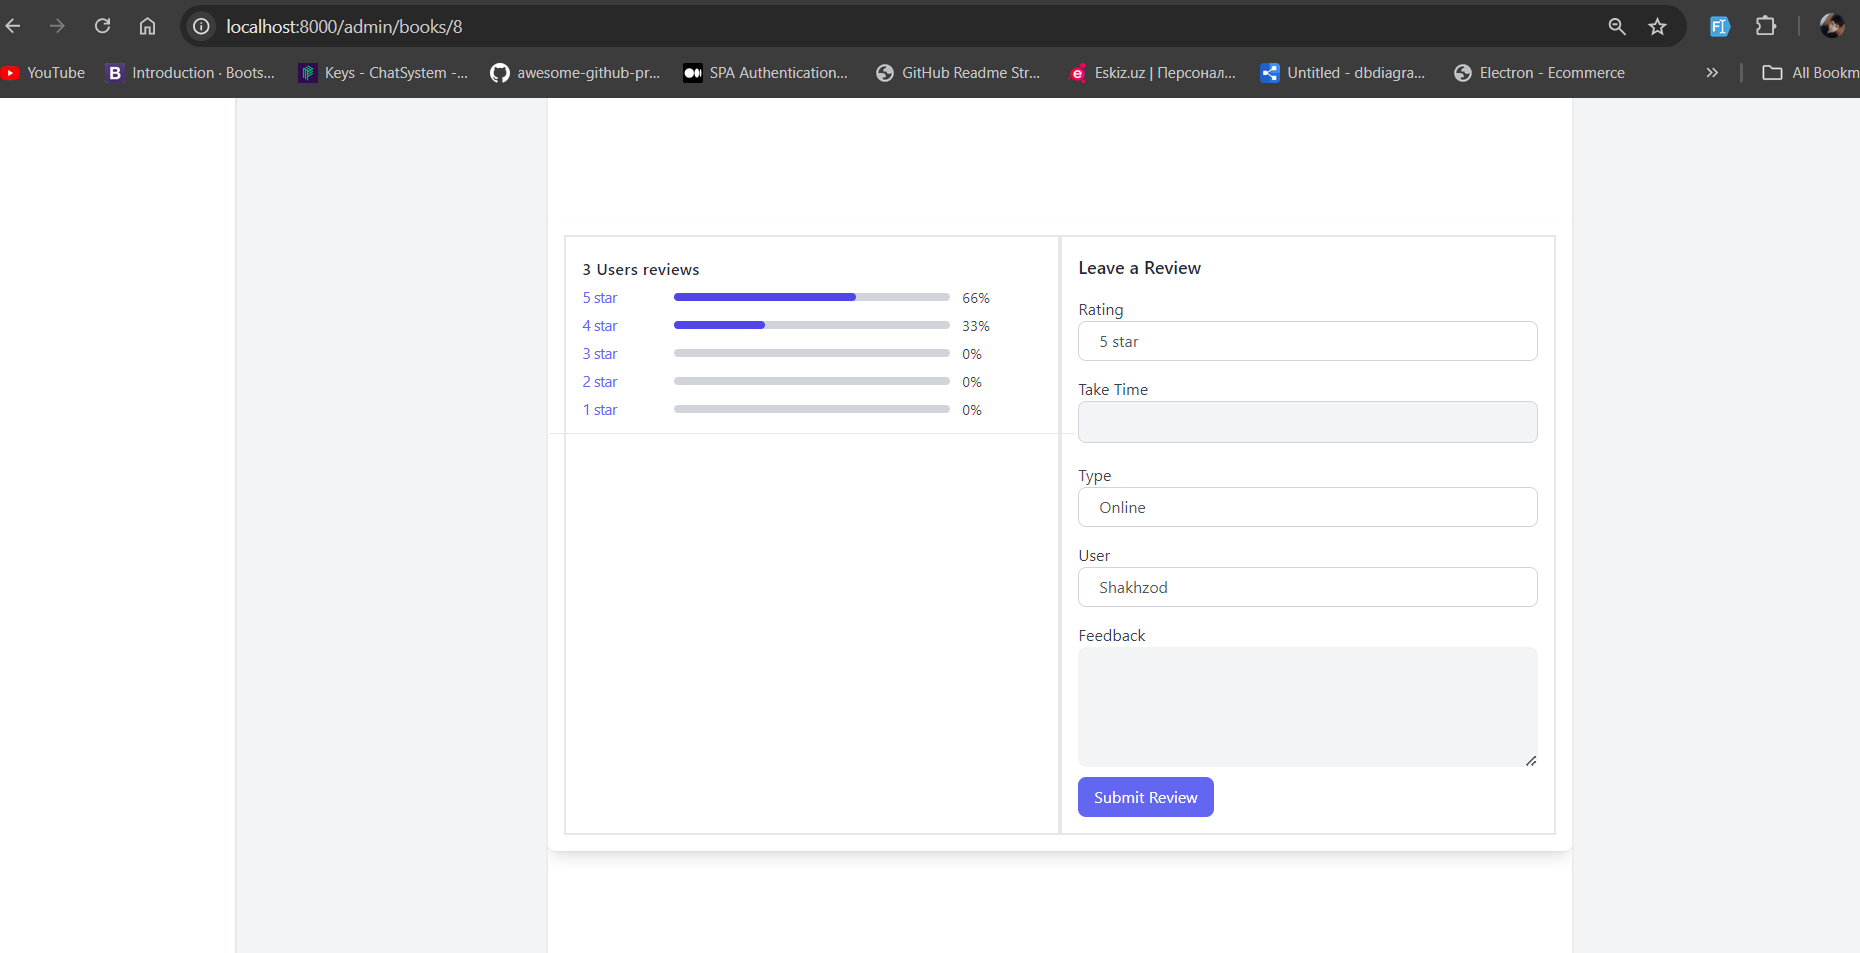 localhost:8000/admin/books/8
YouTube
B Introduction · Boots...
Keys - ChatSystem -...
awesome-github-pr...
SPA Authentication...
GitHub Readme Str...
Eskiz.uz | Персонал...
Untitled - dbdiagra...
Electron - Ecommerce
»
All Bookm
3 Users reviews
5 star 66%
4 star 33%
3 star 0%
2 star 0%
1 star 0%
Leave a Review
Rating
5 star
Take Time
Type
Online
User
Shakhzod
Feedback
Submit Review